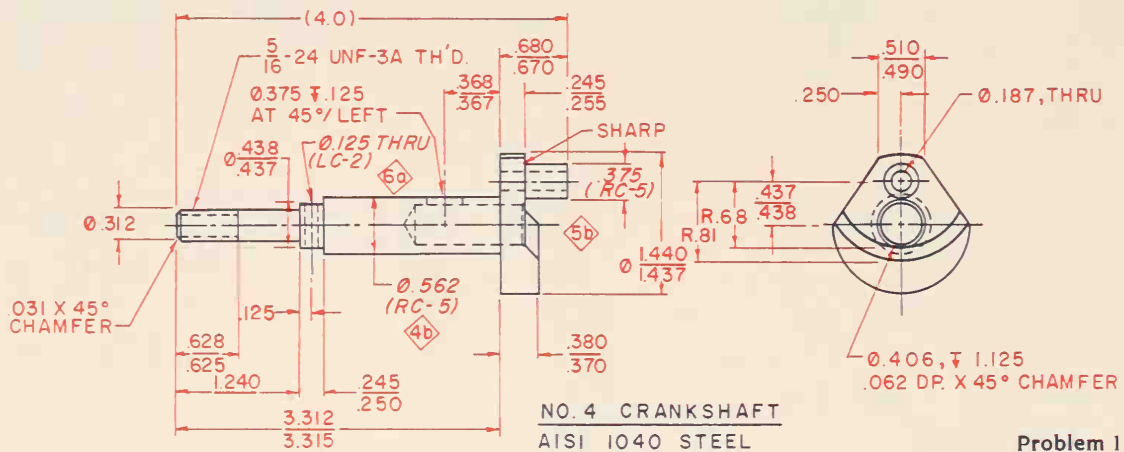 (4.0)
5/16-24 UNF-3A TH'D.
.680
.670
.510
.490
.368
.367
.245
.255
.250
Ø.187, THRU
Ø.375 ↧.125
AT 45°/LEFT
SHARP
Ø.125 THRU
(LC-2)
Ø.438
.437
6a
.375
(RC-5)
.437
.438
R.68
R.81
Ø.312
5b
Ø 1.440
1.437
Ø.562
(RC-5)
4b
.031 X 45°
CHAMFER
.125
.628
.625
.380
.370
Ø.406, ↧ 1.125
.062 DP. X 45° CHAMFER
1.240
.245
.250
3.312
3.315
NO. 4 CRANKSHAFT
AISI 1040 STEEL
Problem 1